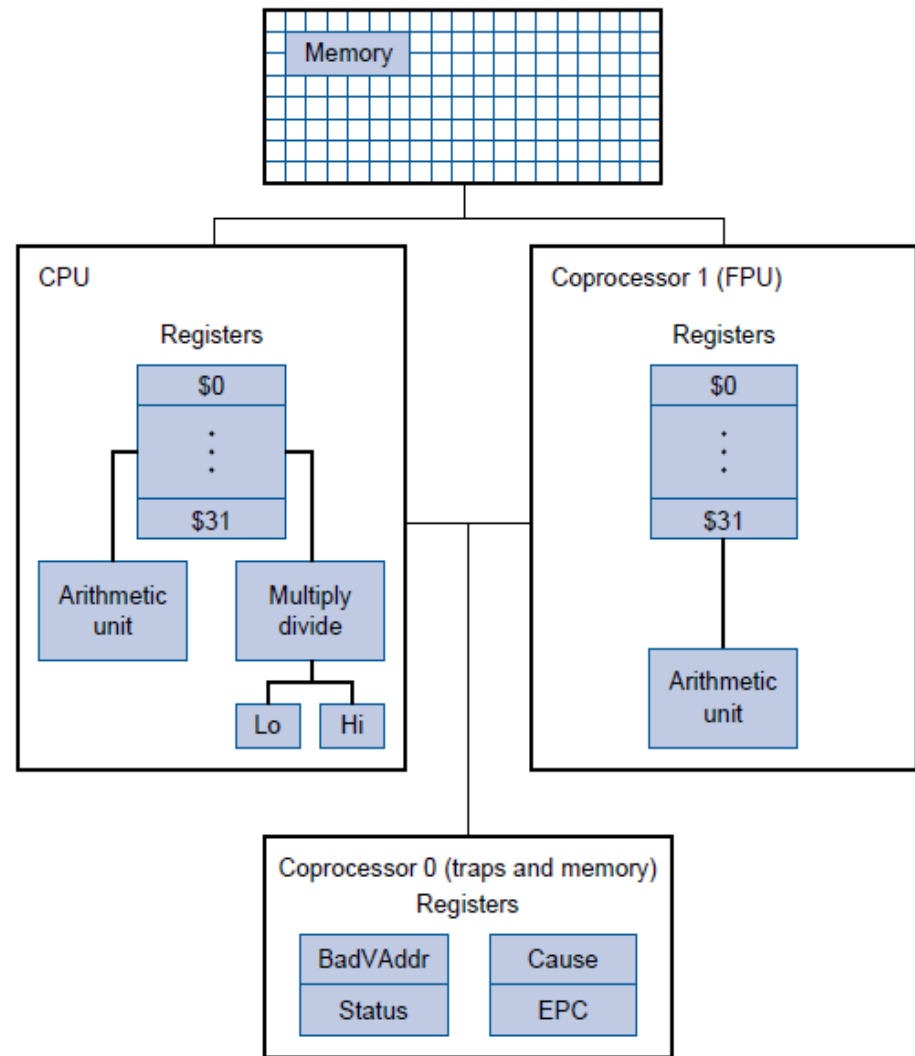 Memory
CPU
Registers
$0
$31
Arithmetic
unit
Multiply
divide
Lo
Hi
Coprocessor 1 (FPU)
Registers
$0
$31
Arithmetic
unit
Coprocessor 0 (traps and memory)
Registers
BadVAddr
Cause
Status
EPC